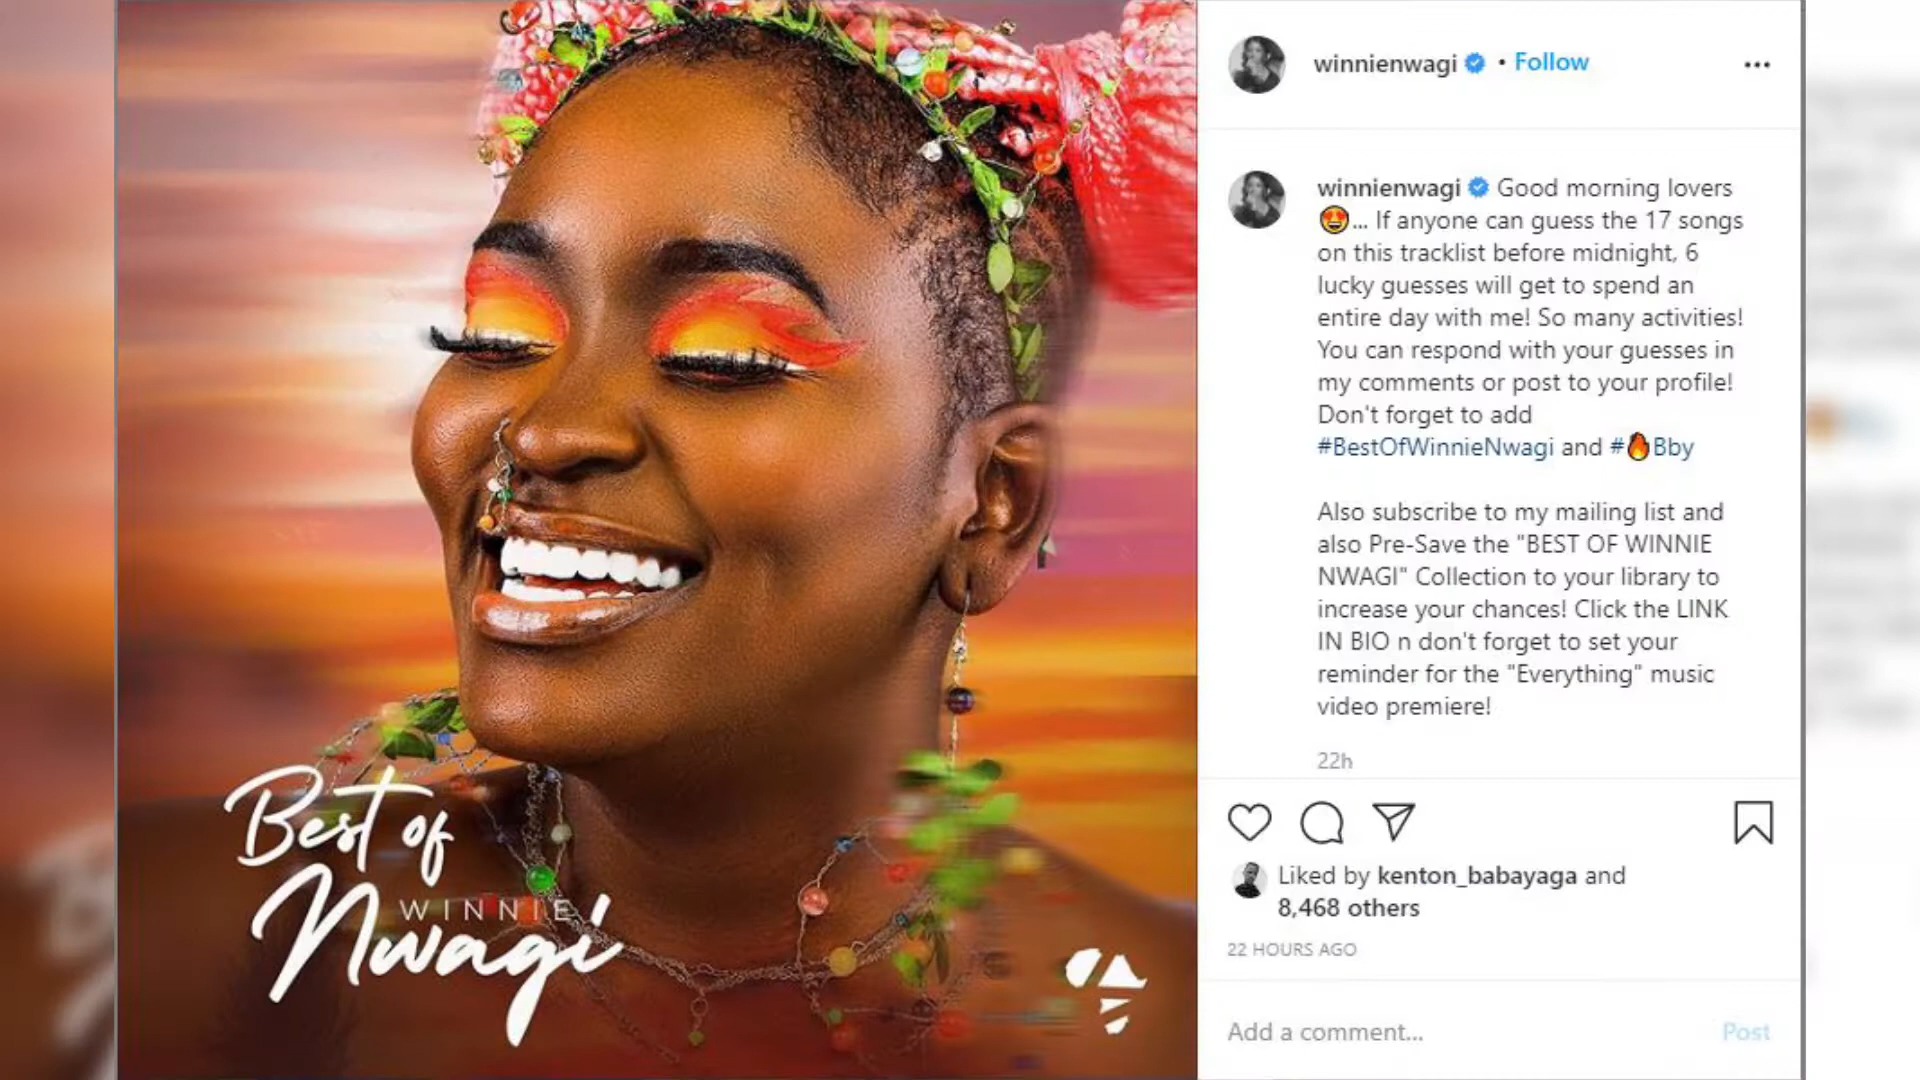 Best of
WINNIE
Nwagi
winnienwagi • Follow
winnienwagi Good morning lovers
😍... If anyone can guess the 17 songs
on this tracklist before midnight, 6
lucky guesses will get to spend an
entire day with me! So many activities!
You can respond with your guesses in
my comments or post to your profile!
Don't forget to add
#BestOfWinnieNwagi and #🔥Bby
Also subscribe to my mailing list and
also Pre-Save the "BEST OF WINNIE
NWAGI" Collection to your library to
increase your chances! Click the LINK
IN BIO n don't forget to set your
reminder for the "Everything" music
video premiere!
22h
Liked by kenton_babayaga and
8,468 others
22 HOURS AGO
Add a comment... Post